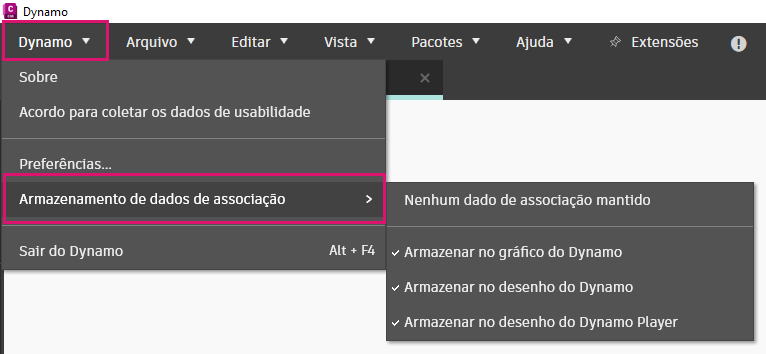 C
C3D
Dynamo
Dynamo Arquivo Editar Vista Pacotes Ajuda Extensões
Sobre
Acordo para coletar os dados de usabilidade
Preferências...
Armazenamento de dados de associação >
Nenhum dado de associação mantido
Sair do Dynamo Alt + F4
Armazenar no gráfico do Dynamo
Armazenar no desenho do Dynamo
Armazenar no desenho do Dynamo Player